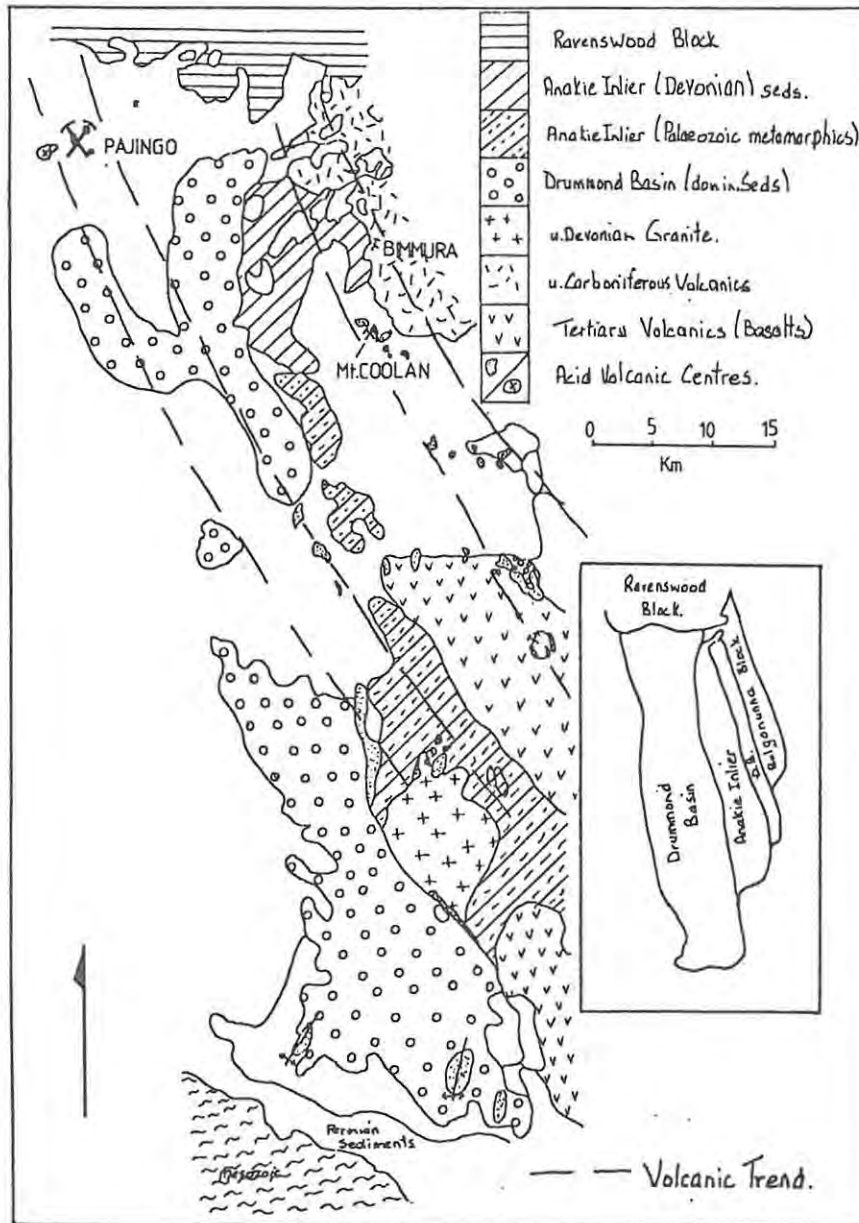 Ravenswood Block
Anakie Inlier (Devonian) seds.
Anakie Inlier (Palaeozoic metamorphics)
Drummond Basin (domin. Seds)
u. Devonian Granite.
u. Carboniferous Volcanics
Tertiary Volcanics (Basalts)
Acid Volcanic Centres.
0 5 10 15
Km
PAJINGO
BIMMURA
Mt. COOLAN
Ravenswood
Block.
Drummond
Basin
Anakie Inlier
D.B.
Bulgonunna Block
Permian
Sediments
Mesozoic
Volcanic Trend.